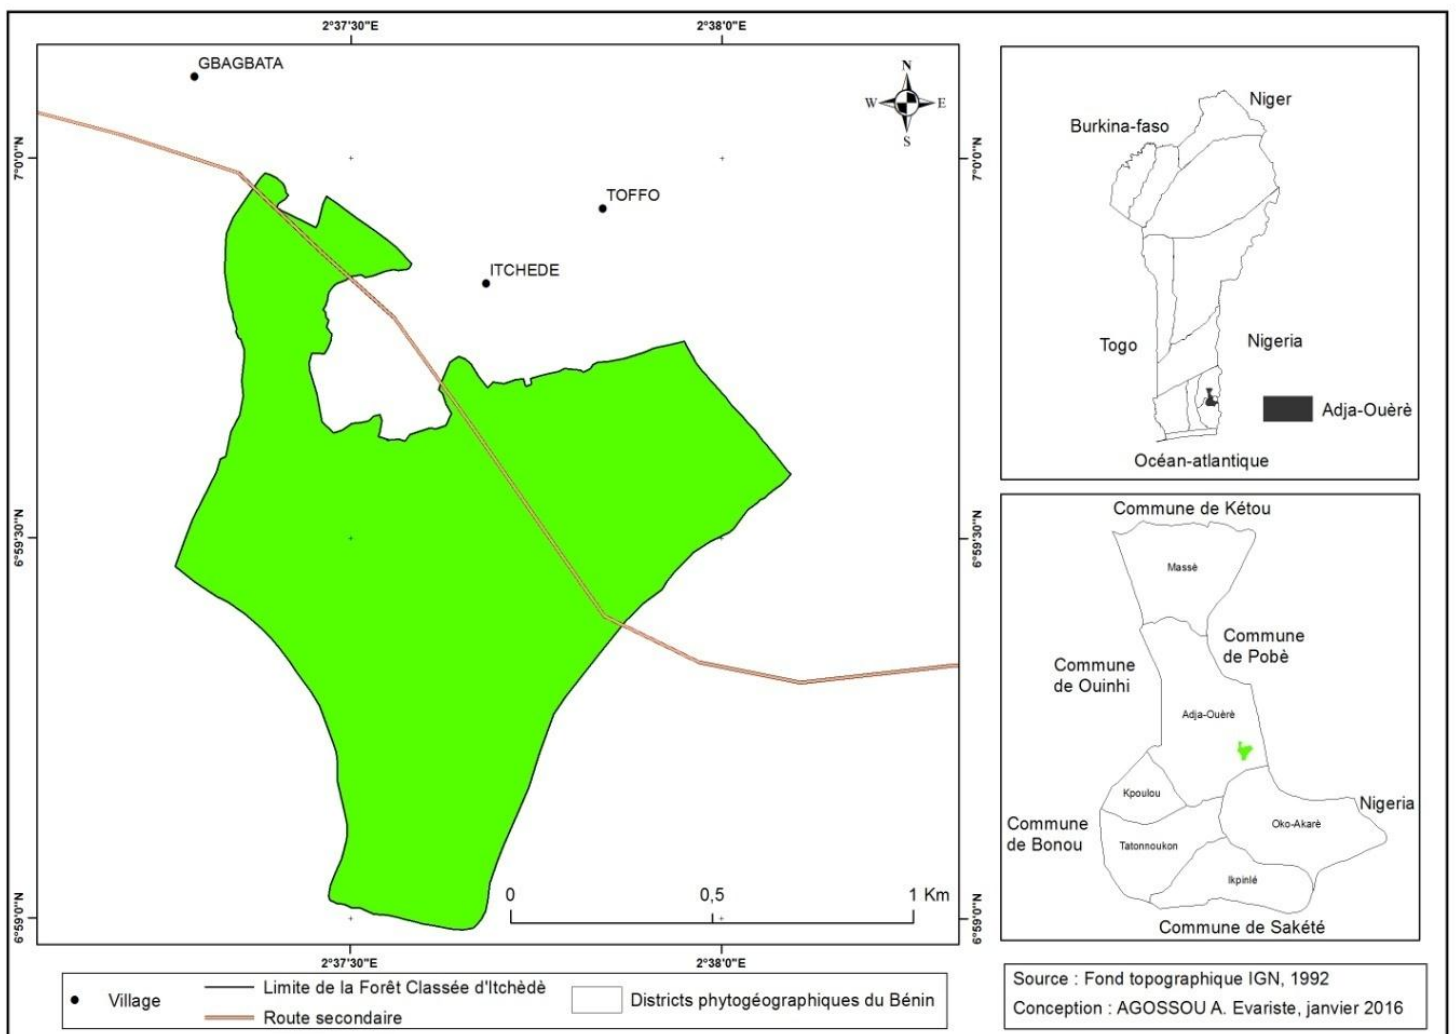 2°37'30"E
2°38'0"E
GBAGBATA
N
W
E
S
7°0'0"N
7°0'0"N
TOFFO
ITCHEDE
6°59'30"N
6°59'30"N
0
0,5
1 Km
6°59'0"N
6°59'0"N
2°37'30"E
2°38'0"E
Niger
Burkina-faso
Togo
Nigeria
Adja-Ouèrè
Océan-atlantique
Commune de Kétou
Massè
Commune
de Pobè
Commune
de Ouinhi
Adja-Ouèrè
Kpoulou
Nigeria
Commune
de Bonou
Oko-Akarè
Tatonnoukon
Ikpinlé
Commune de Sakété
Village
Limite de la Forêt Classée d'Itchèdè
Route secondaire
Districts phytogéographiques du Bénin
Source : Fond topographique IGN, 1992
Conception : AGOSSOU A. Evariste, janvier 2016